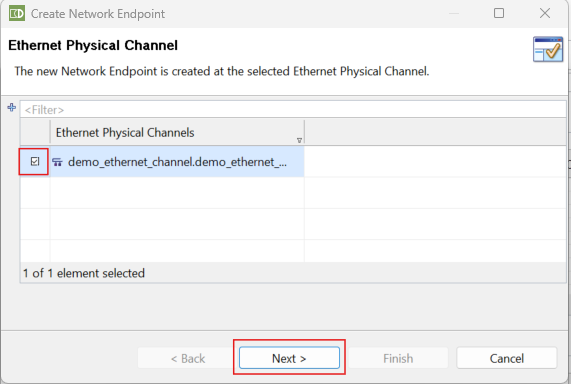 Create Network Endpoint
Ethernet Physical Channel
The new Network Endpoint is created at the selected Ethernet Physical Channel.
<Filter>
Ethernet Physical Channels
demo_ethernet_channel.demo_ethernet_...
1 of 1 element selected
< Back Next > Finish Cancel